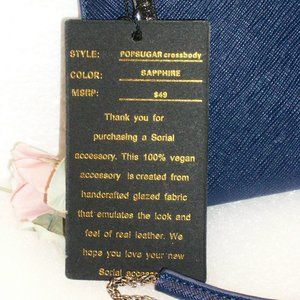 STYLE: POPSUGAR crossbody
COLOR: SAPPHIRE
MSRP: $49
Thank you for
purchasing a Sorial
accessory. This 100% vegan
accessory is created from
handcrafted glazed fabric
that emulates the look and
feel of real leather. We
hope you love your new
Sorial accessory